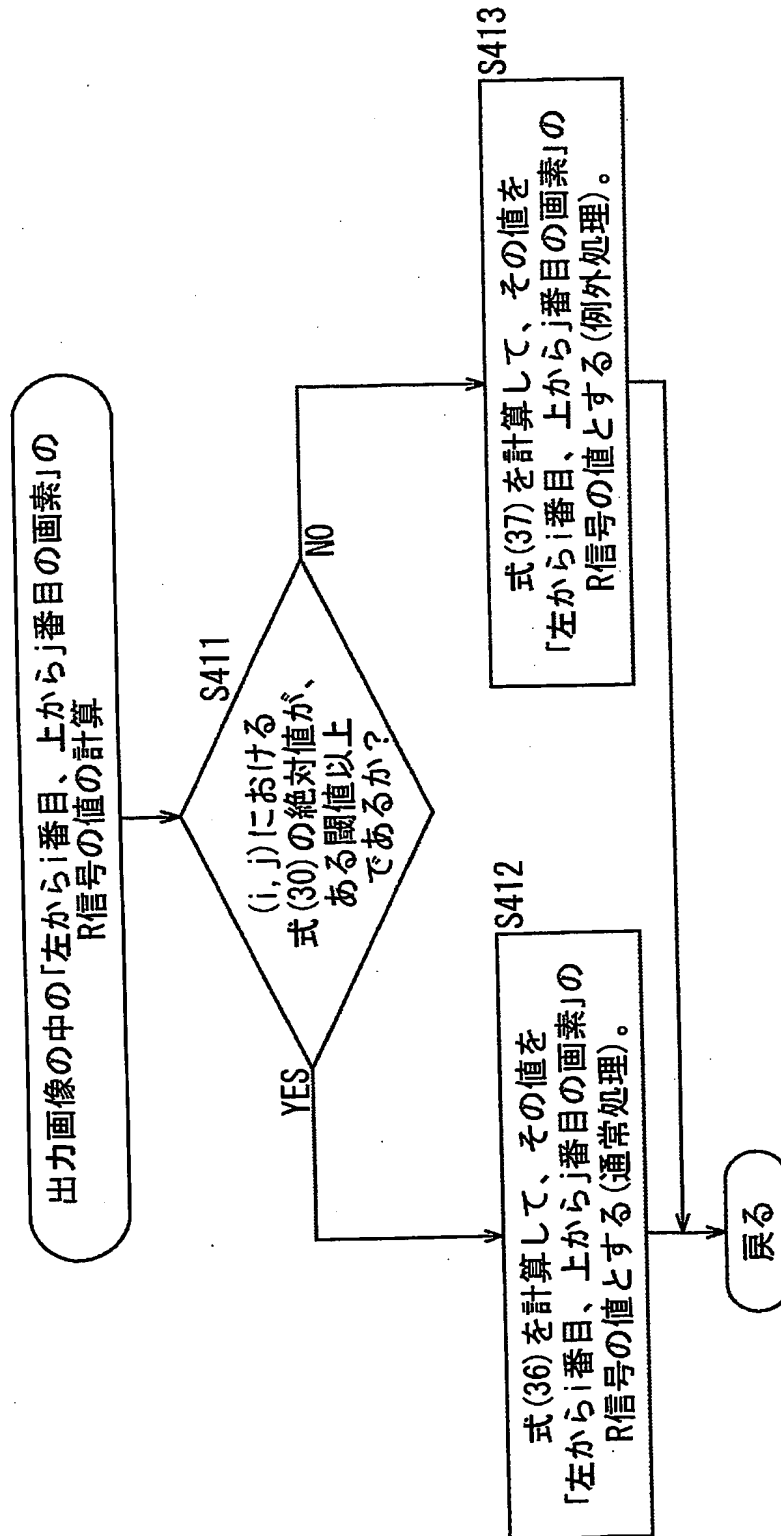 出力画像の中の「左からi番目、上からj番目の画素」の
R信号の値の計算
S411
(i, j)における
式(30)の絶対値が、
ある閾値以上
であるか？
YES
NO
S412
式(36)を計算して、その値を
「左からi番目、上からj番目の画素」の
R信号の値とする(通常処理)。
S413
式(37)を計算して、その値を
「左からi番目、上からj番目の画素」の
R信号の値とする(例外処理)。
戻る